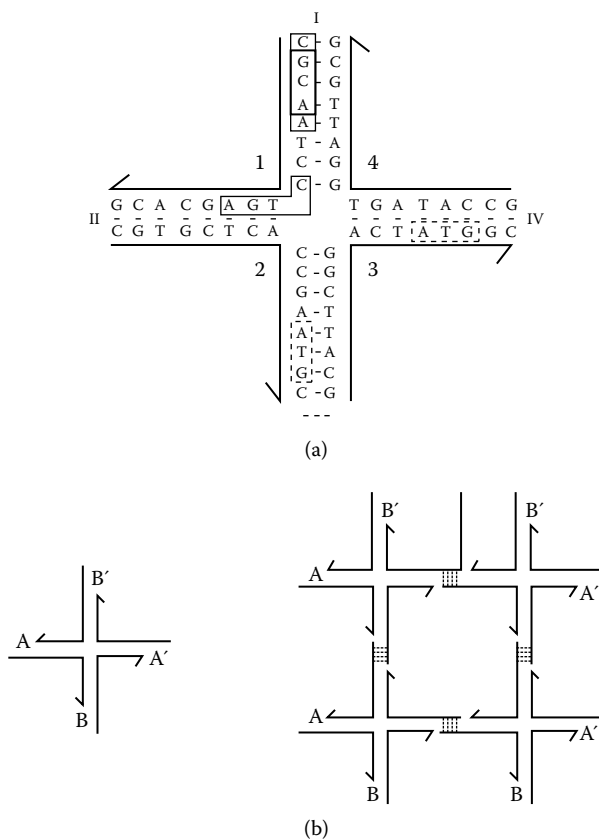 I
C - G
G - C
C - G
A - T
A - T
T - A
1 C - G 4
C - G
G C A C G A G T T G A T A C C G
II - - - - - - - - - - - - - - - - IV
C G T G C T C A A C T A T G G C
C - G
2 C - G 3
G - C
A - T
A - T
T - A
G - C
C - G
---
(a)
B′
A A′
B
B′ B′
A A′
A A′
B B
(b)